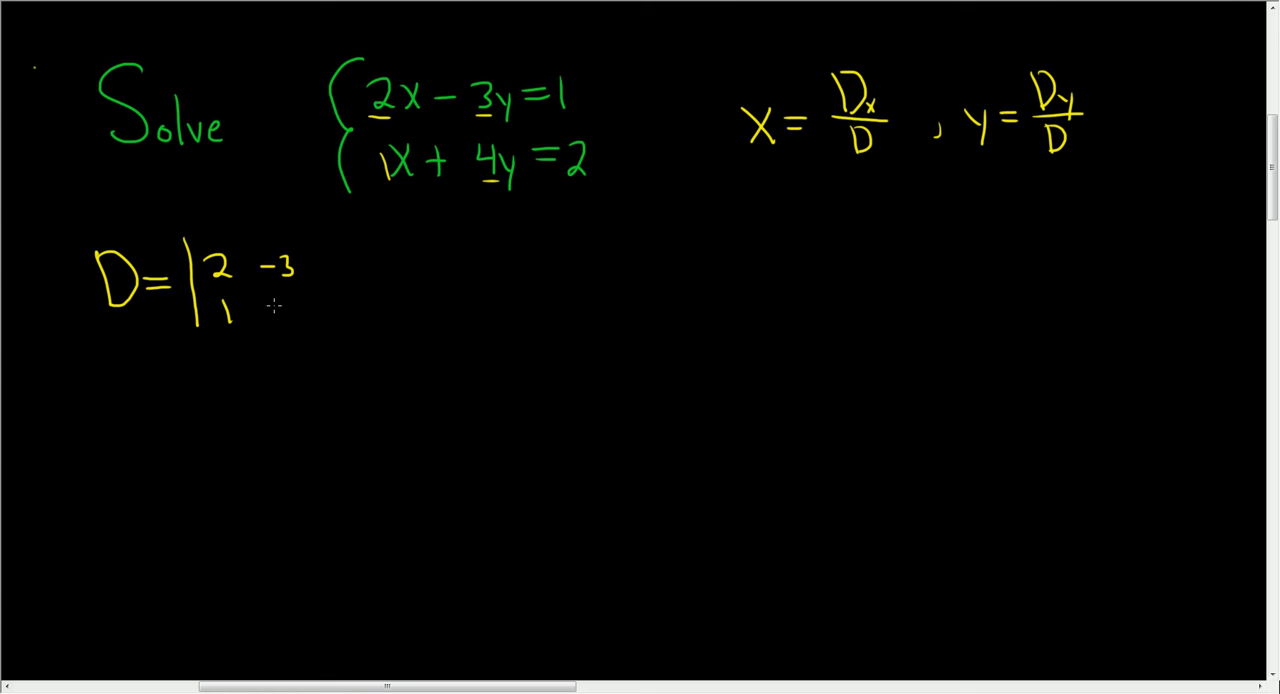 Solve { 2x - 3y = 1
1x + 4y = 2
x = Dx/D , y = Dy/D
D = | 2 -3
1